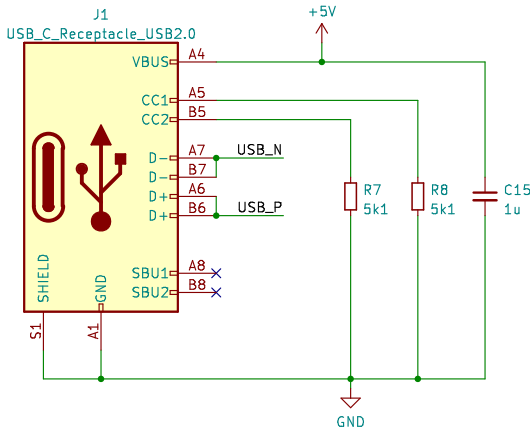 J1
USB_C_Receptacle_USB2.0
+5V
VBUS A4
CC1 A5
CC2 B5
D- A7
USB_N
D- B7
D+ A6
D+ B6
USB_P
R7
5k1
R8
5k1
C15
1u
SBU1 A8
SBU2 B8
SHIELD
GND
S1
A1
GND